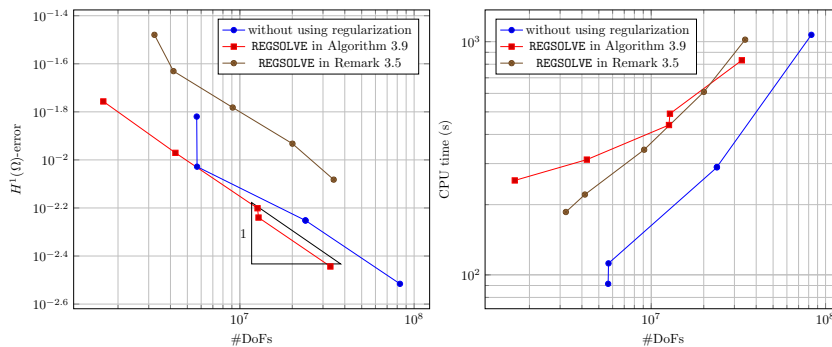 without using regularization
REGSOLVE in Algorithm 3.9
REGSOLVE in Remark 3.5
10^−1.4
10^−1.6
10^−1.8
10^−2
10^−2.2
10^−2.4
10^−2.6
H^1(Ω)-error
1
10^7
10^8
#DoFs
without using regularization
REGSOLVE in Algorithm 3.9
REGSOLVE in Remark 3.5
10^3
10^2
CPU time (s)
10^7
10^8
#DoFs